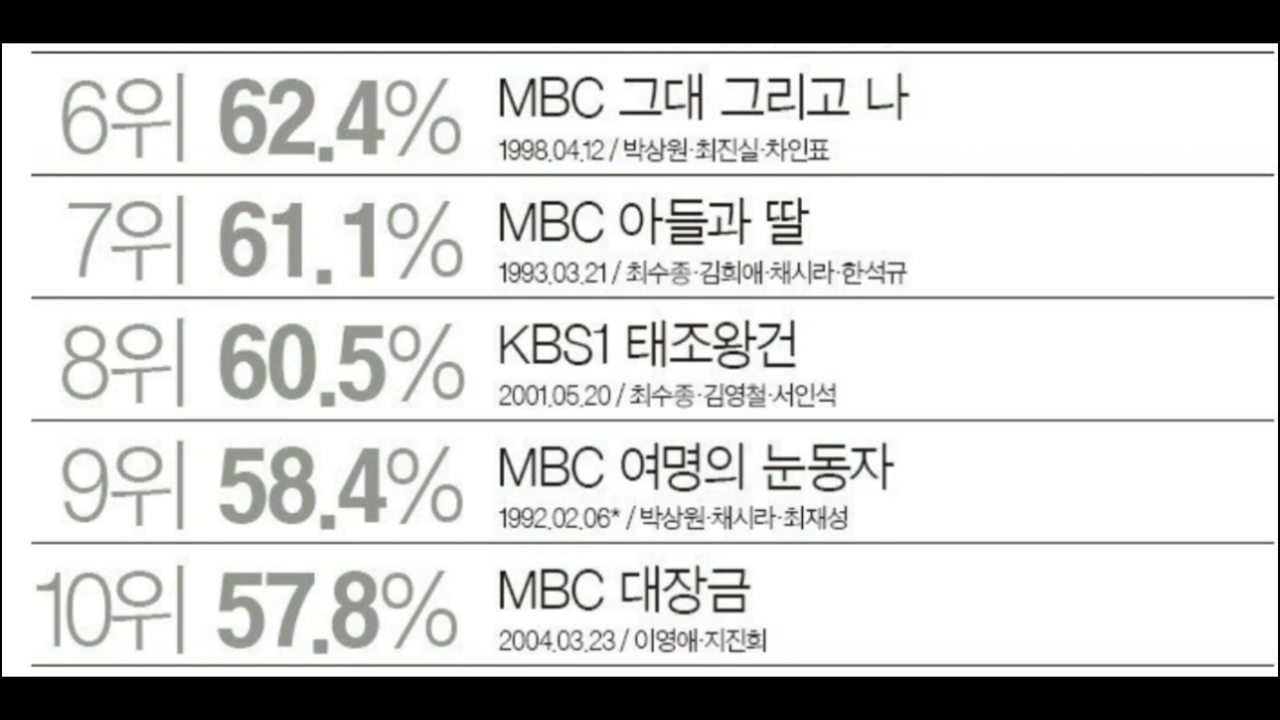 6위 62.4% MBC 그대 그리고 나
1998.04.12 / 박상원·최진실·차인표
7위 61.1% MBC 아들과 딸
1993.03.21 / 최수종·김희애·채시라·한석규
8위 60.5% KBS1 태조왕건
2001.05.20 / 최수종·김영철·서인석
9위 58.4% MBC 여명의 눈동자
1992.02.06* / 박상원·채시라·최재성
10위 57.8% MBC 대장금
2004.03.23 / 이영애·지진희